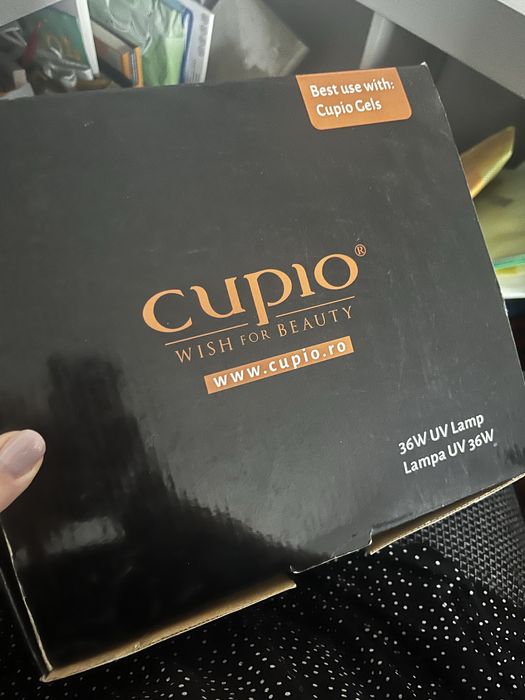 Best use with:
Cupio Gels
cupio®
WISH FOR BEAUTY
www.cupio.ro
36W UV Lamp
Lampa UV 36W